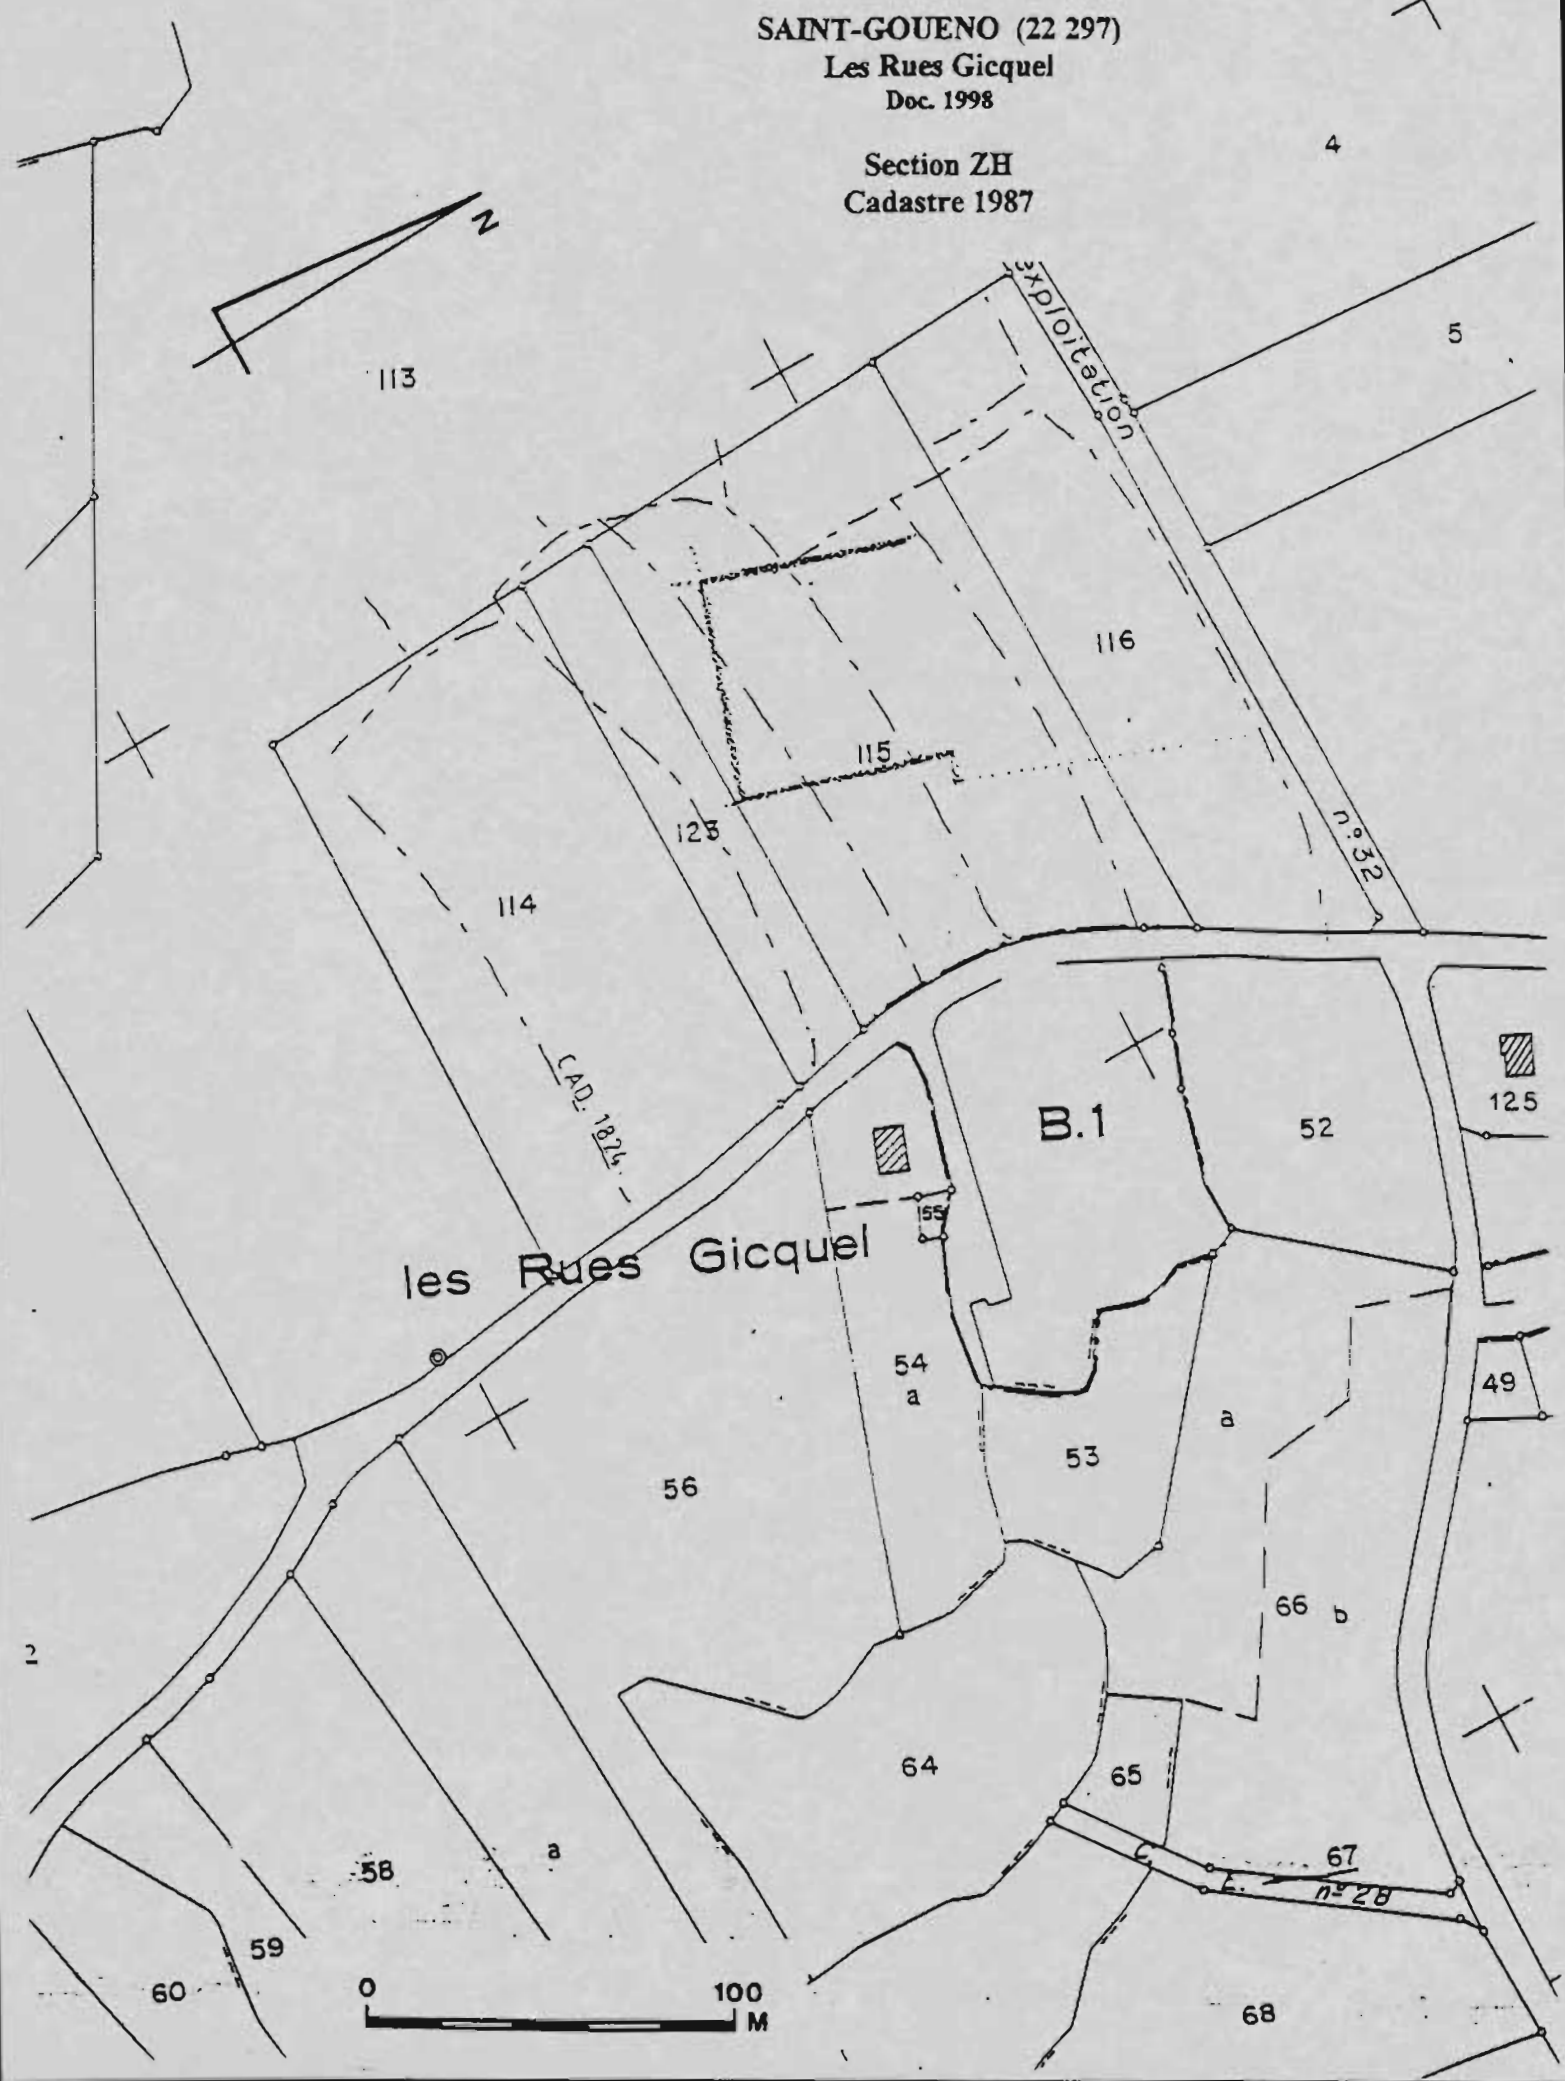 SAINT-GOUENO (22 297)
Les Rues Gicquel
Doc. 1998
Section ZH
Cadastre 1987
4
N
5
113
exploitation
116
115
123
n° 32
114
CAD. 1824
B.1
52
125
55
les Rues Gicquel
54
a
49
53
a
56
66 b
2
64
65
a
58
67
C.
E.
n° 28
59
60
0 100
M
68